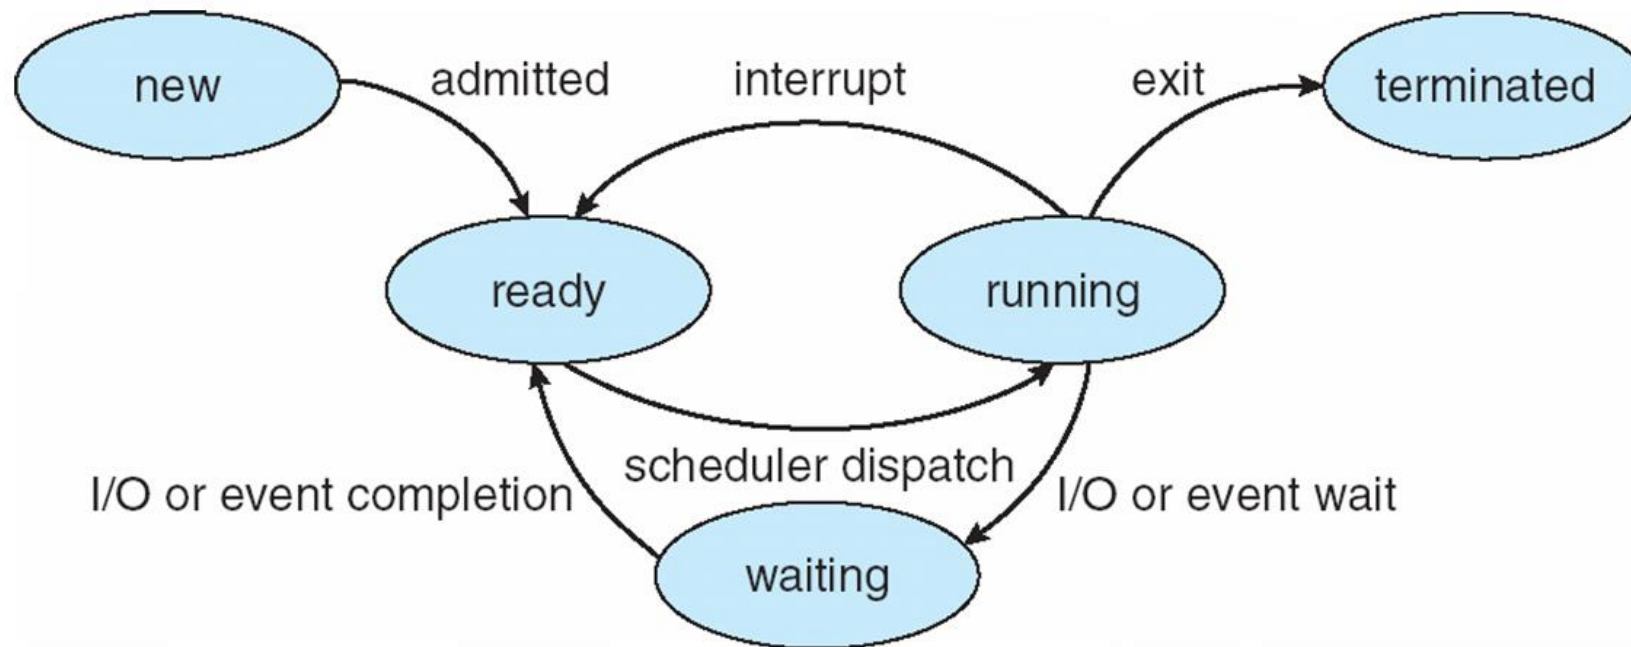 new
admitted
interrupt
exit
terminated
ready
running
scheduler dispatch
I/O or event completion
I/O or event wait
waiting